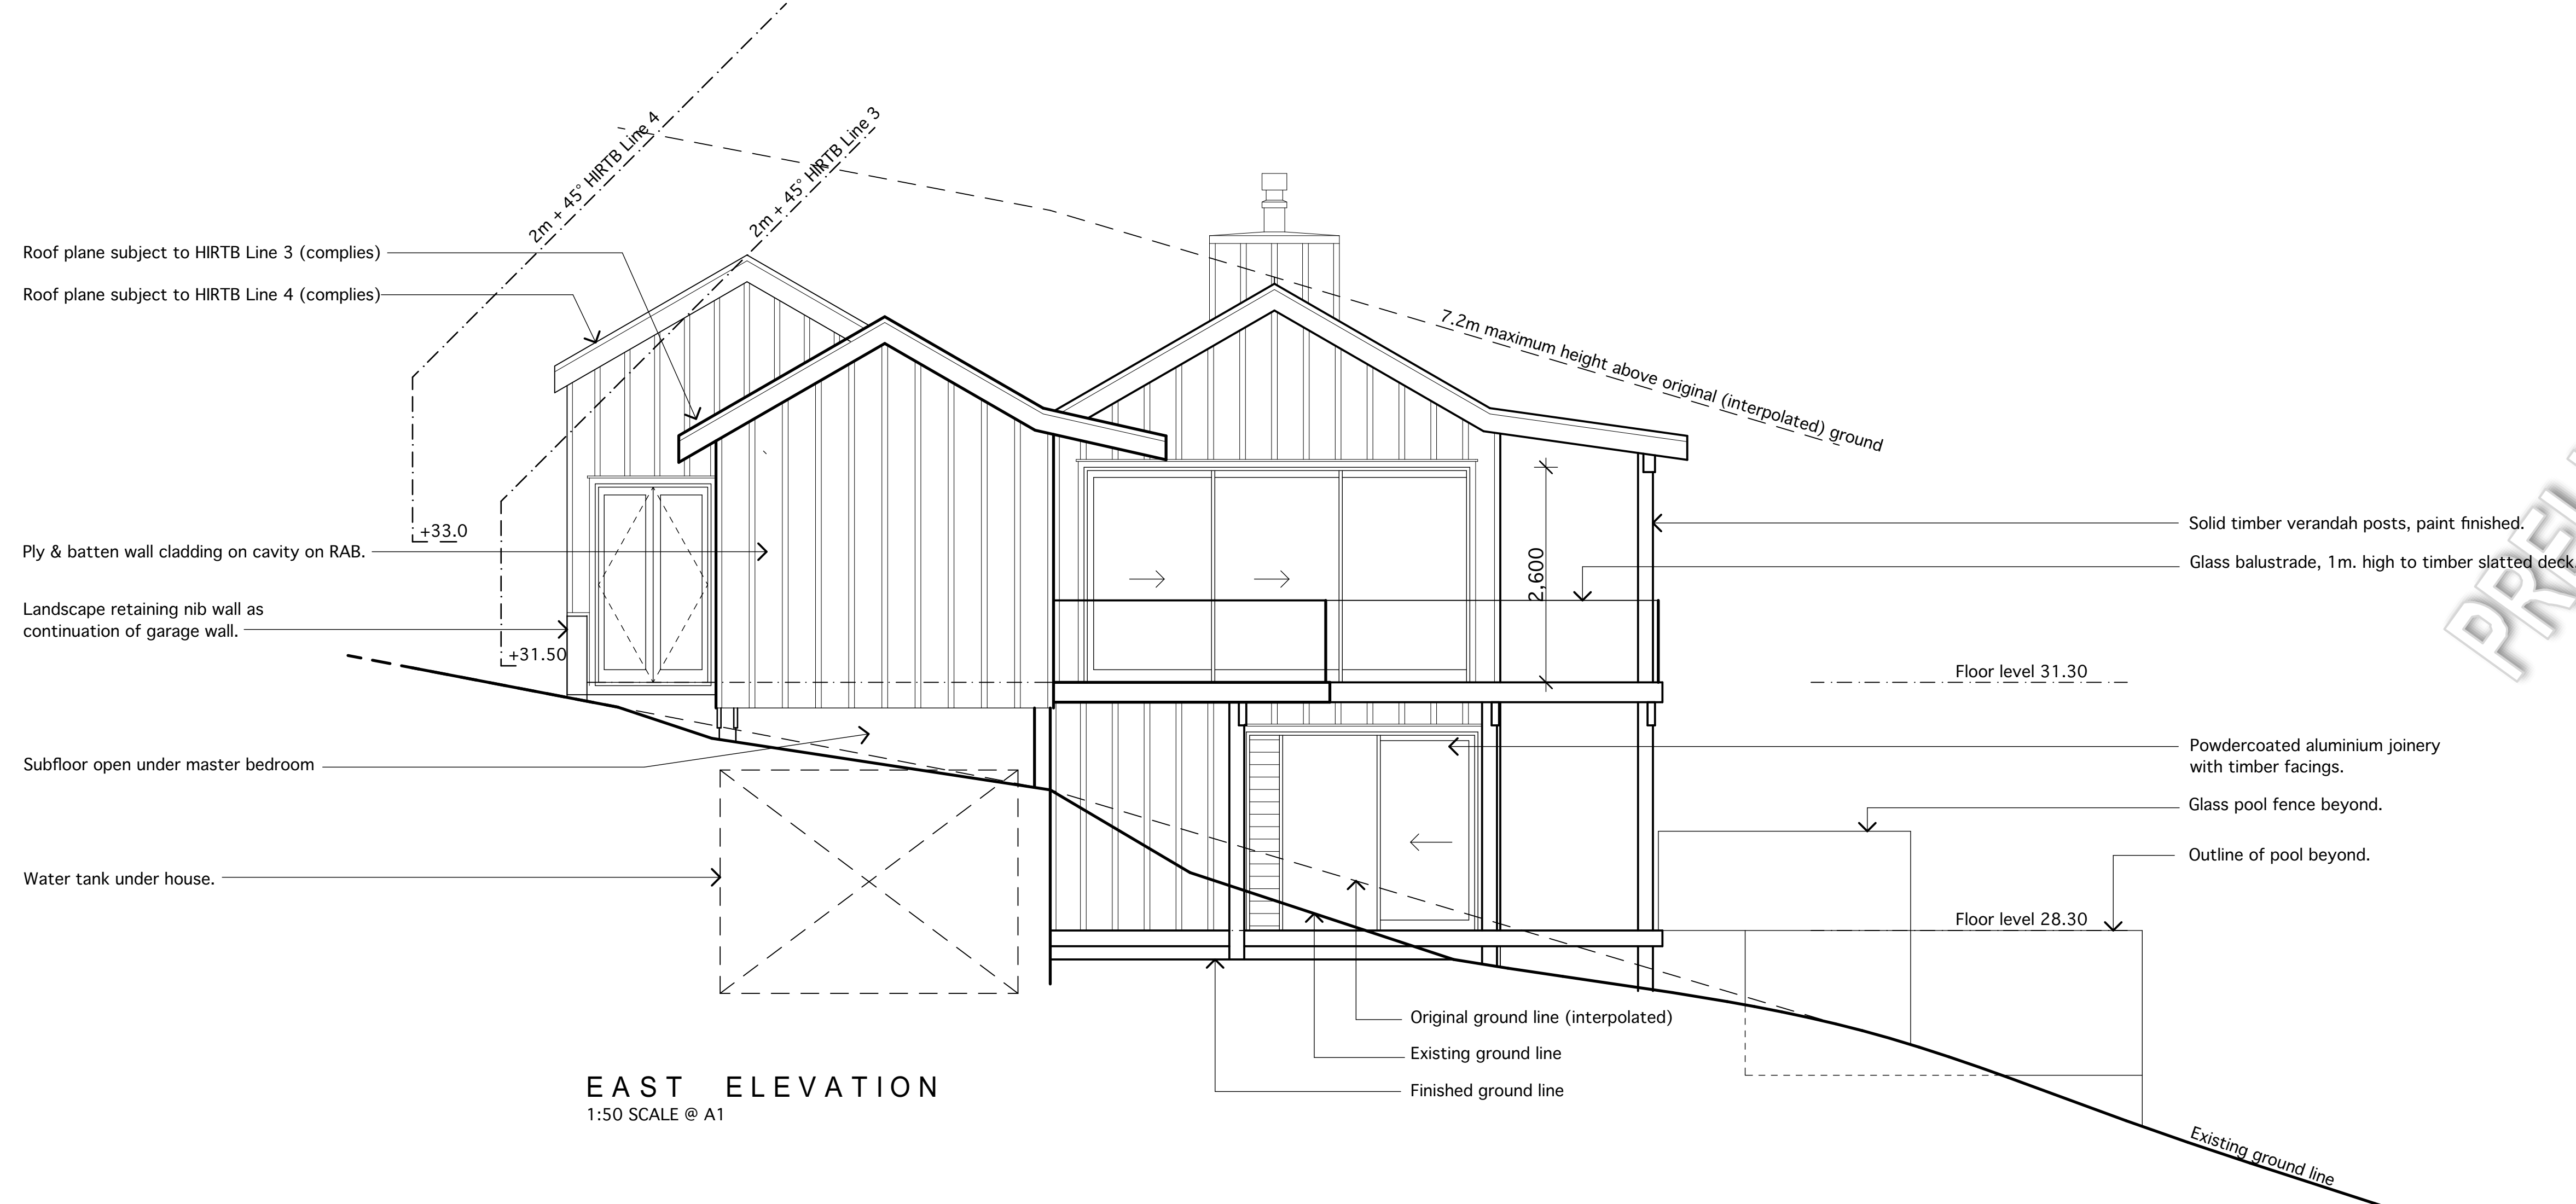 2m + 45° HIRTB Line 4
2m + 45° HIRTB Line 3
Roof plane subject to HIRTB Line 3 (complies)
Roof plane subject to HIRTB Line 4 (complies)
7.2m maximum height above original (interpolated) ground
+33.0
Ply & batten wall cladding on cavity on RAB.
Landscape retaining nib wall as
continuation of garage wall.
+31.50
2,600
Solid timber verandah posts, paint finished.
Glass balustrade, 1m. high to timber slatted deck
Floor level 31.30
Subfloor open under master bedroom
Powdercoated aluminium joinery
with timber facings.
Glass pool fence beyond.
Outline of pool beyond.
Water tank under house.
Floor level 28.30
Original ground line (interpolated)
Existing ground line
Finished ground line
EAST ELEVATION
1:50 SCALE @ A1
Existing ground line